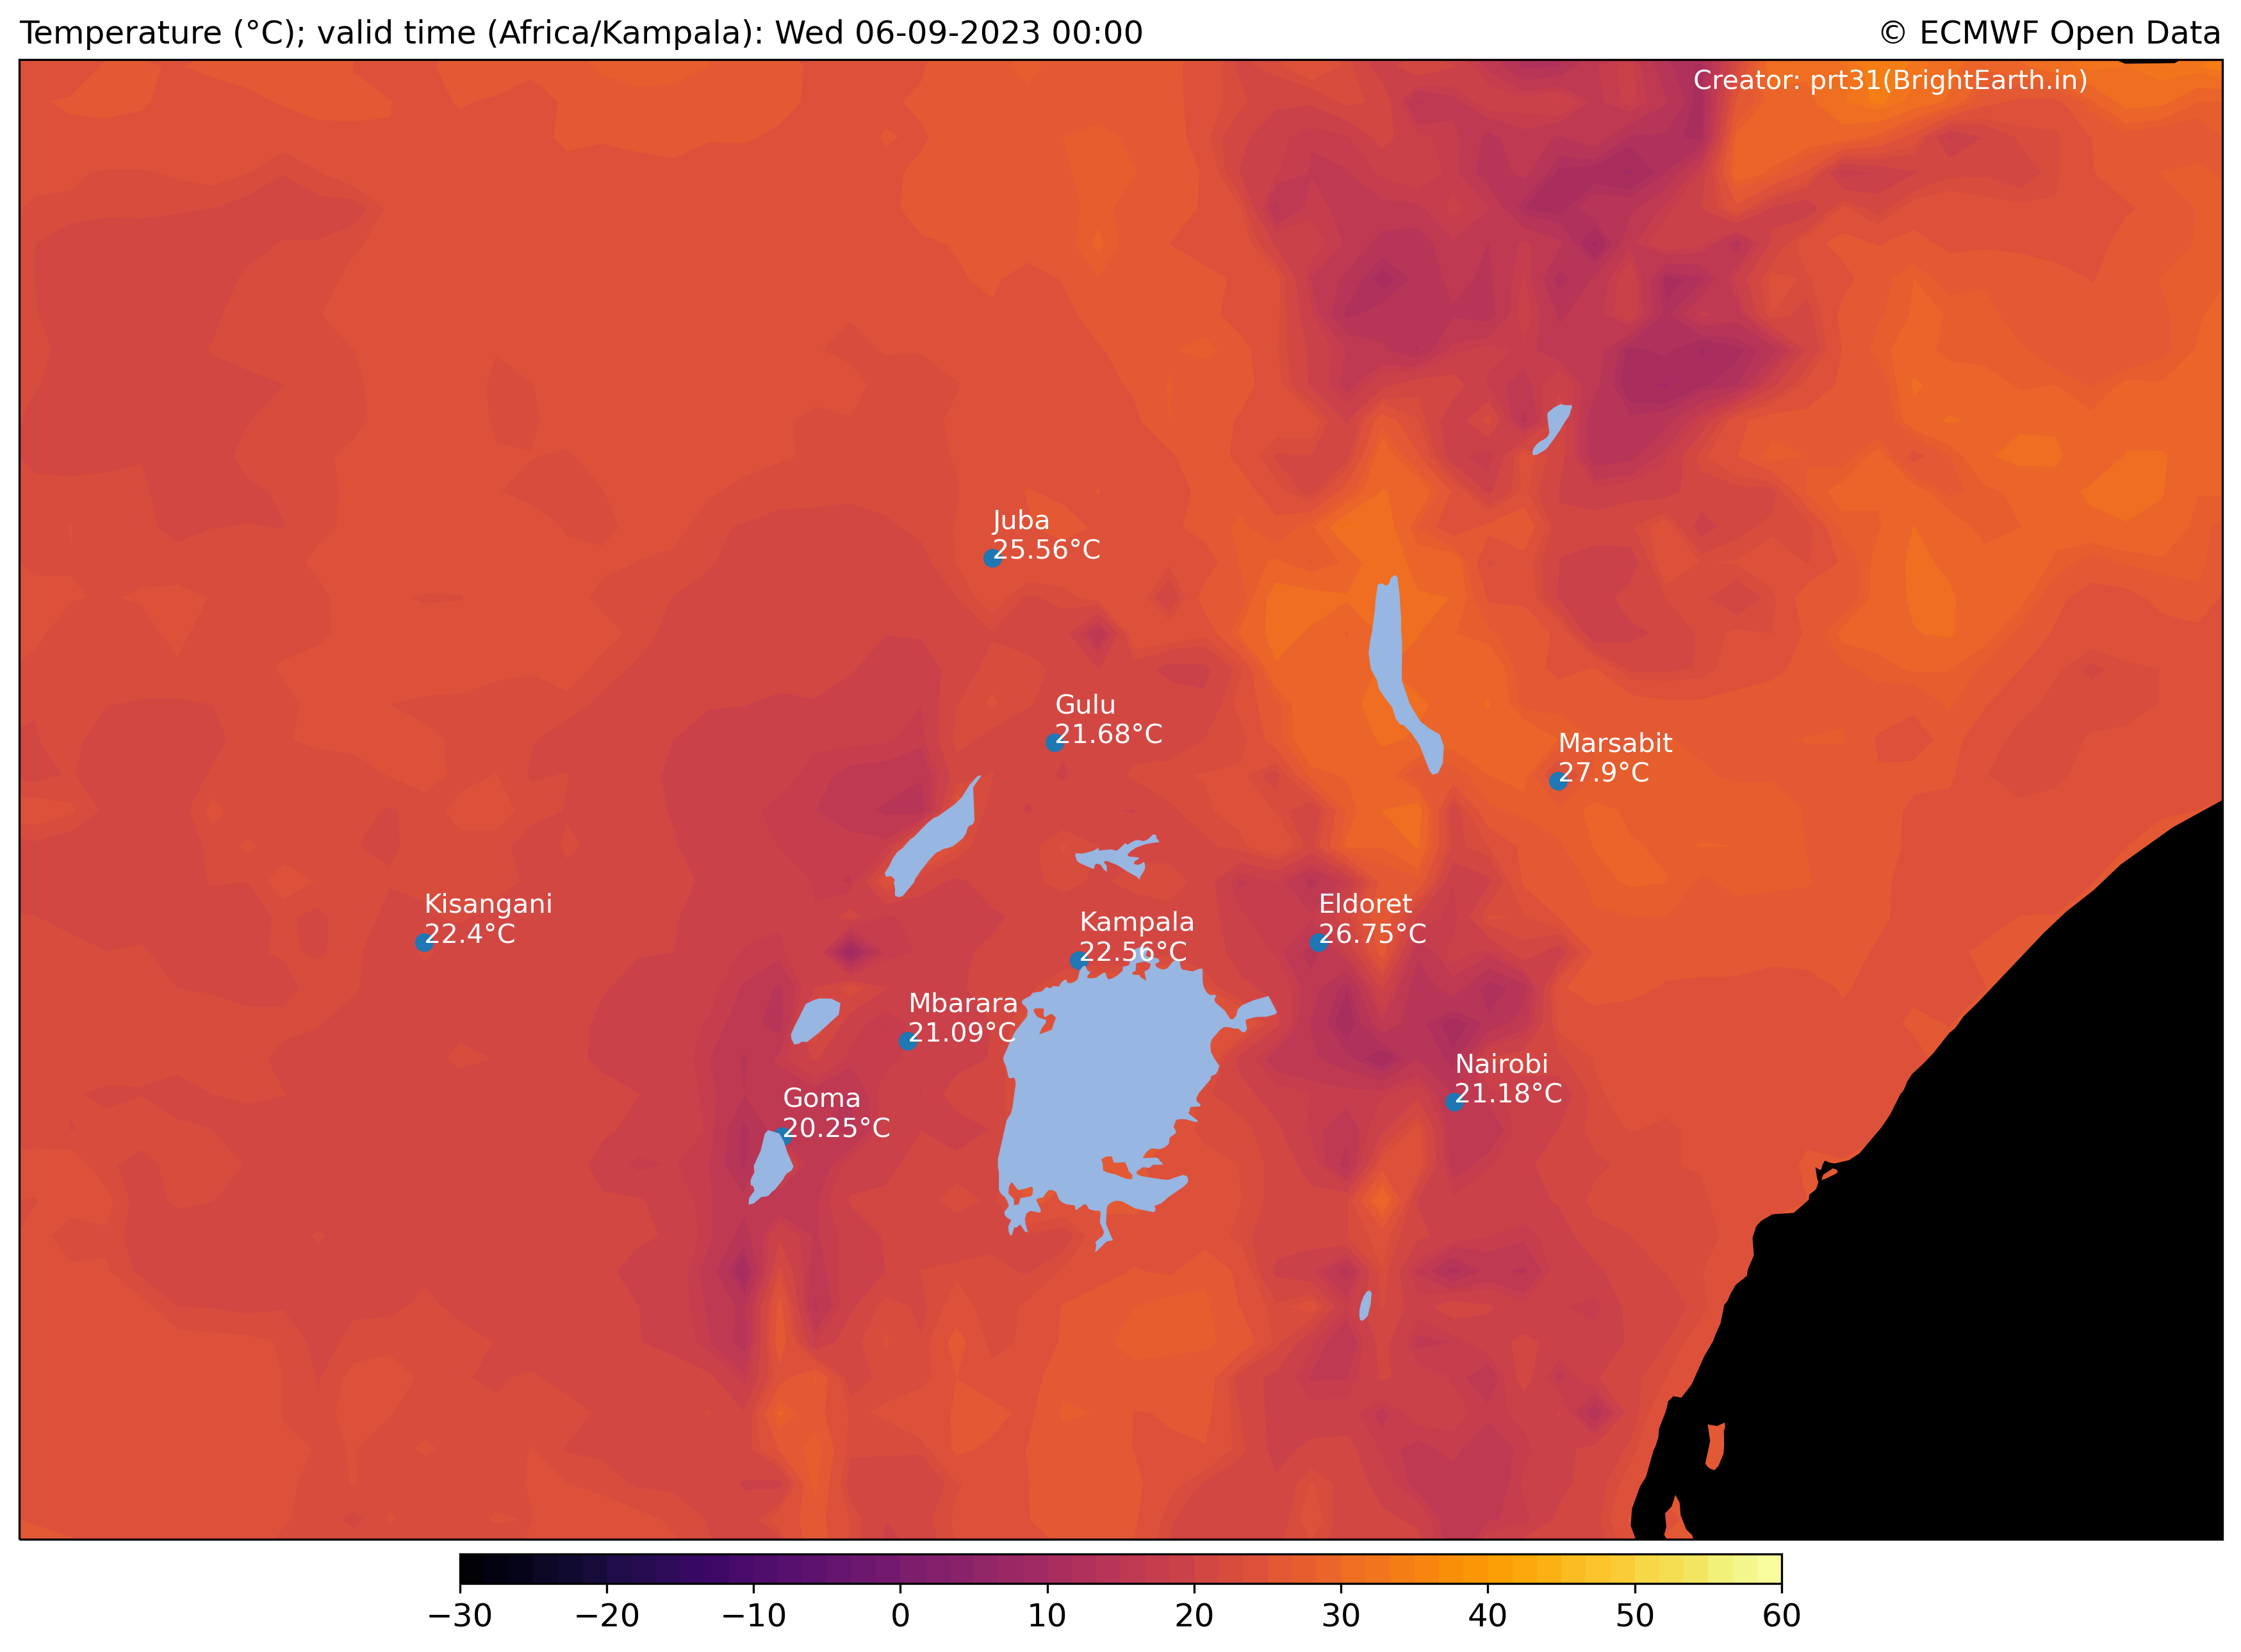 Temperature (°C); valid time (Africa/Kampala): Wed 06-09-2023 00:00
© ECMWF Open Data
Creator: prt31(BrightEarth.in)
Juba
25.56°C
Gulu
21.68°C
Marsabit
27.9°C
Kisangani
22.4°C
Kampala
22.56°C
Eldoret
26.75°C
Mbarara
21.09°C
Nairobi
21.18°C
Goma
20.25°C
−30 −20 −10 0 10 20 30 40 50 60